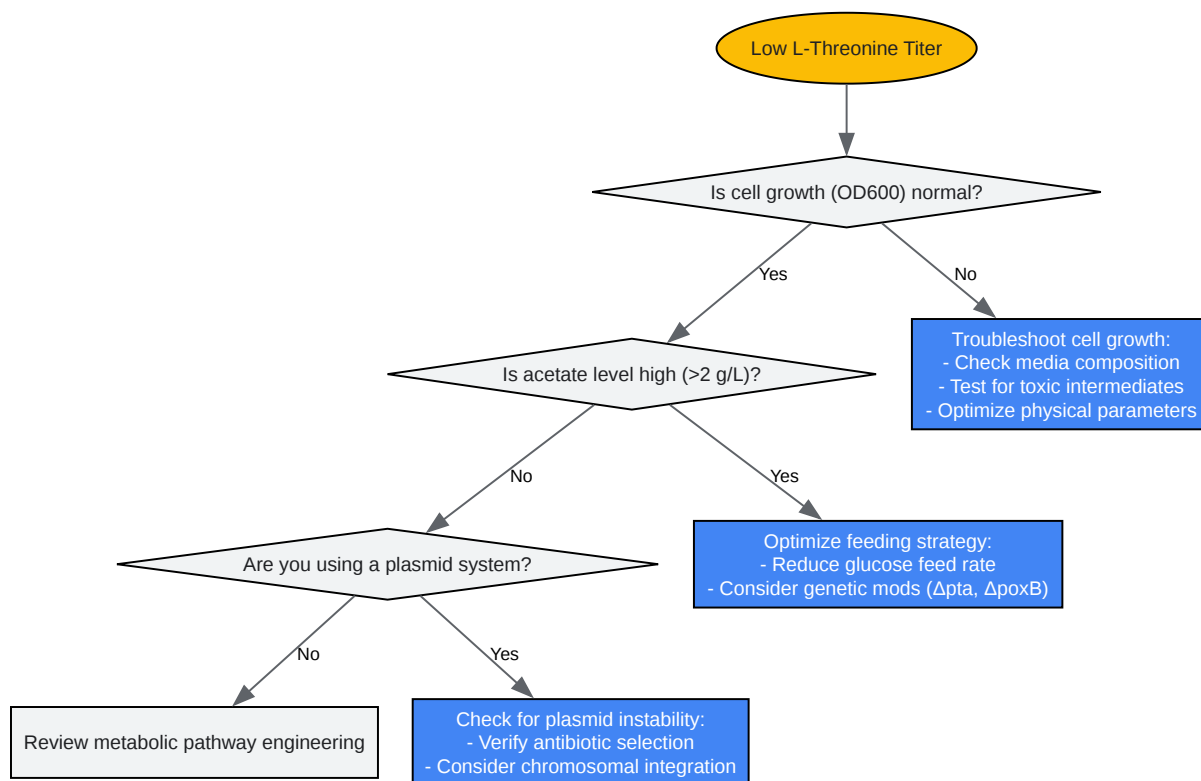 Low L-Threonine Titer
Is cell growth (OD600) normal?
Yes
No
Troubleshoot cell growth:
- Check media composition
- Test for toxic intermediates
- Optimize physical parameters
Is acetate level high (>2 g/L)?
No
Yes
Optimize feeding strategy:
- Reduce glucose feed rate
- Consider genetic mods (Δpta, ΔpoxB)
Are you using a plasmid system?
No
Yes
Review metabolic pathway engineering
Check for plasmid instability:
- Verify antibiotic selection
- Consider chromosomal integration